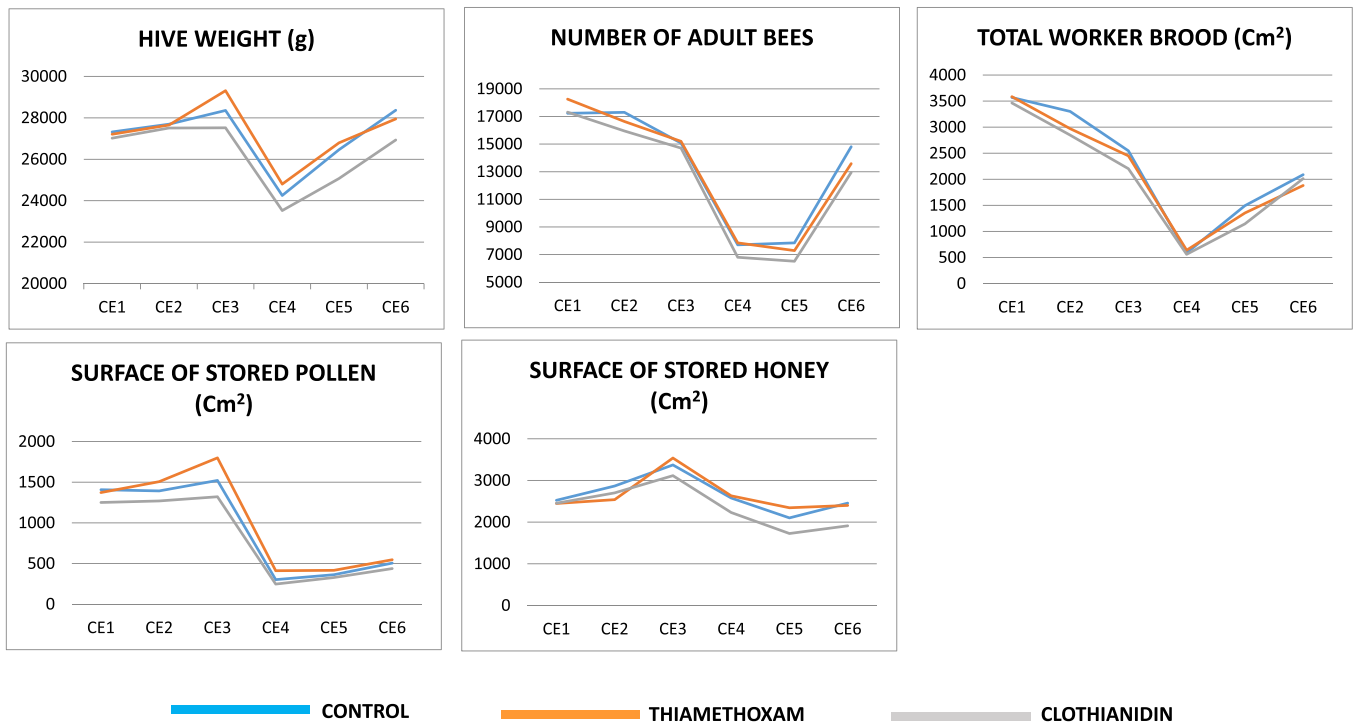 HIVE WEIGHT (g)
30000
28000
26000
24000
22000
20000
CE1 CE2 CE3 CE4 CE5 CE6
NUMBER OF ADULT BEES
19000
17000
15000
13000
11000
9000
7000
5000
CE1 CE2 CE3 CE4 CE5 CE6
TOTAL WORKER BROOD (Cm²)
4000
3500
3000
2500
2000
1500
1000
500
0
CE1 CE2 CE3 CE4 CE5 CE6
SURFACE OF STORED POLLEN
(Cm²)
2000
1500
1000
500
0
CE1 CE2 CE3 CE4 CE5 CE6
SURFACE OF STORED HONEY
(Cm²)
4000
3000
2000
1000
0
CE1 CE2 CE3 CE4 CE5 CE6
CONTROL THIAMETHOXAM CLOTHIANIDIN